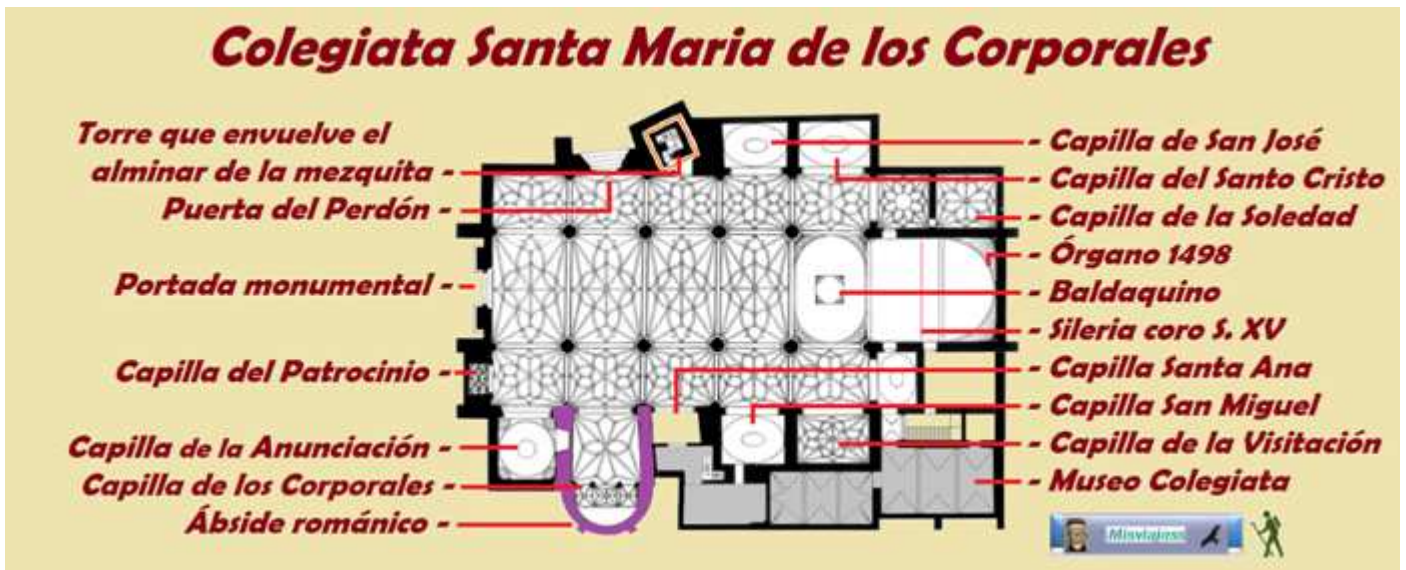 Colegiata Santa Maria de los Corporales
Torre que envuelve el
alminar de la mezquita -
Puerta del Perdón -
Portada monumental -
Capilla del Patrocinio -
Capilla de la Anunciación -
Capilla de los Corporales -
Ábside románico -
- Capilla de San José
- Capilla del Santo Cristo
- Capilla de la Soledad
- Órgano 1498
- Baldaquino
- Sileria coro S. XV
- Capilla Santa Ana
- Capilla San Miguel
- Capilla de la Visitación
- Museo Colegiata
Misviajess